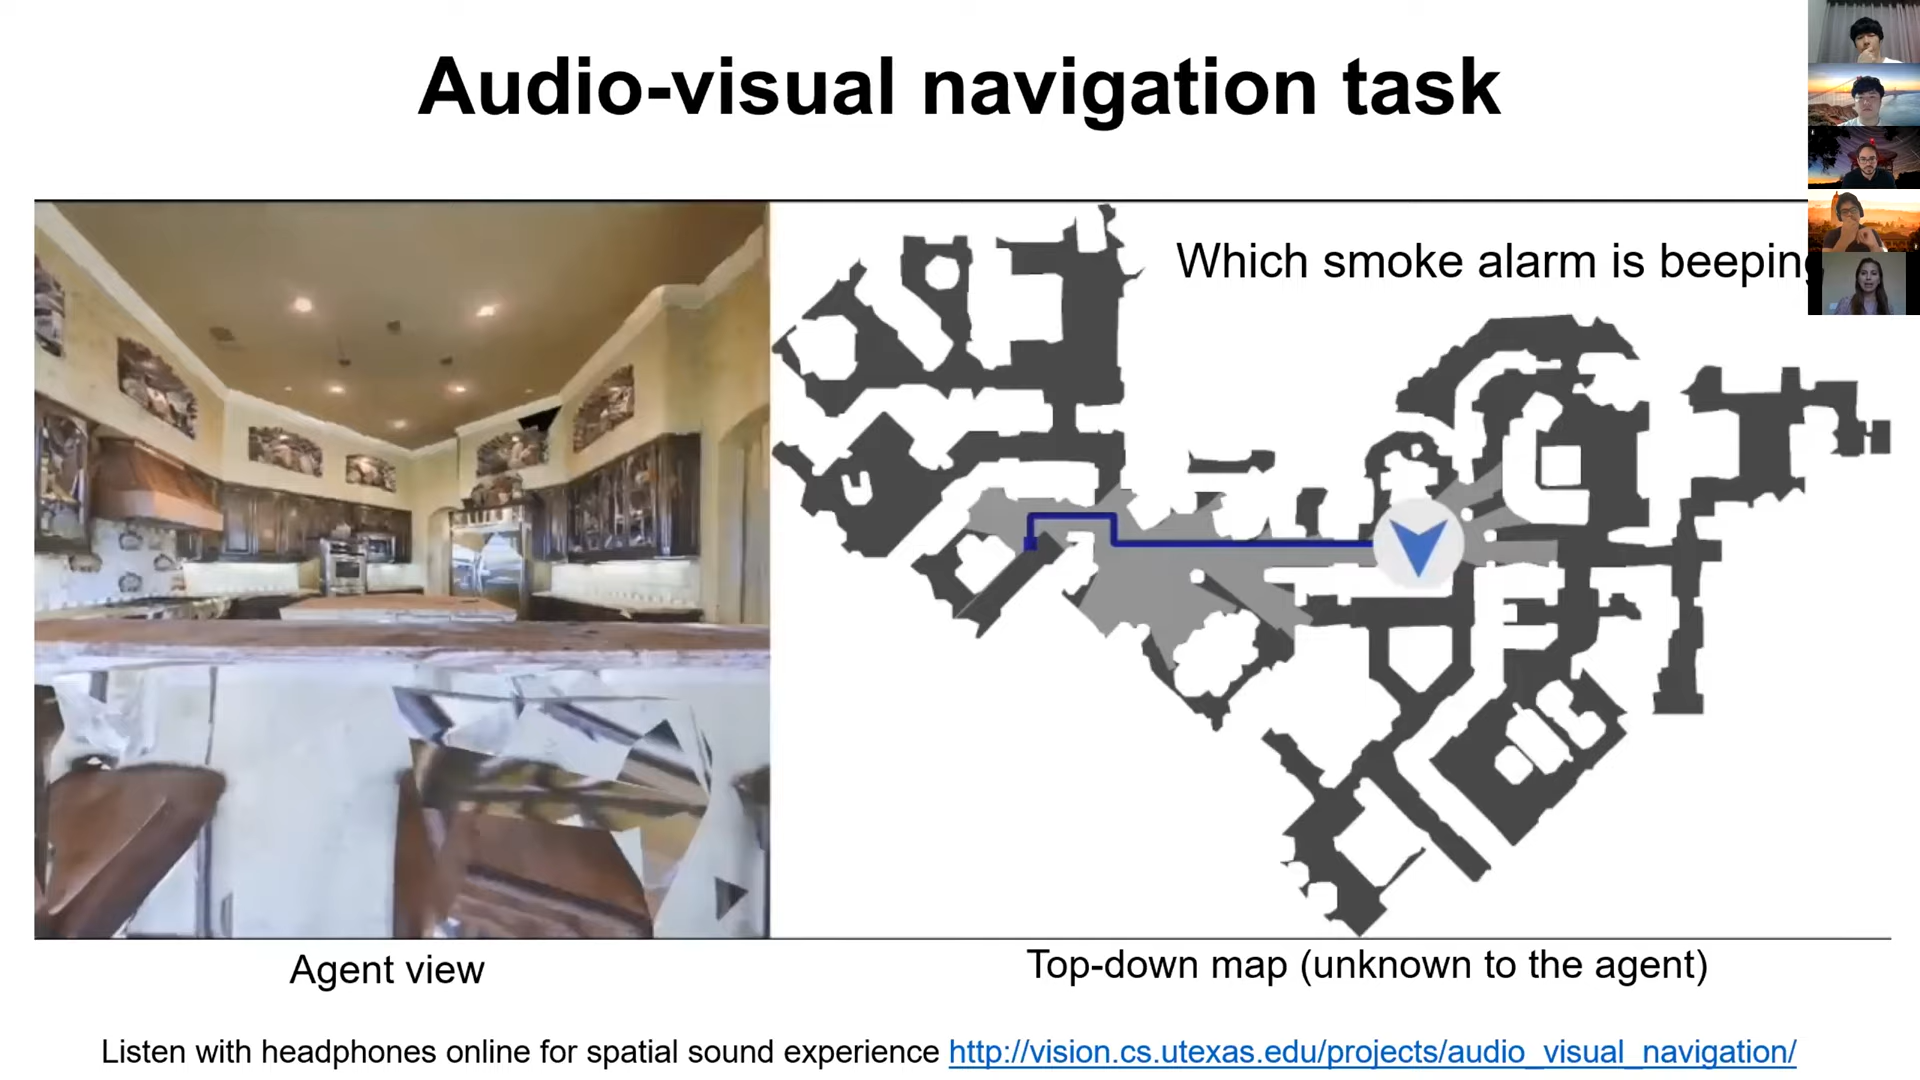 Audio-visual navigation task
Which smoke alarm is beeping
Agent view
Top-down map (unknown to the agent)
Listen with headphones online for spatial sound experience http://vision.cs.utexas.edu/projects/audio_visual_navigation/